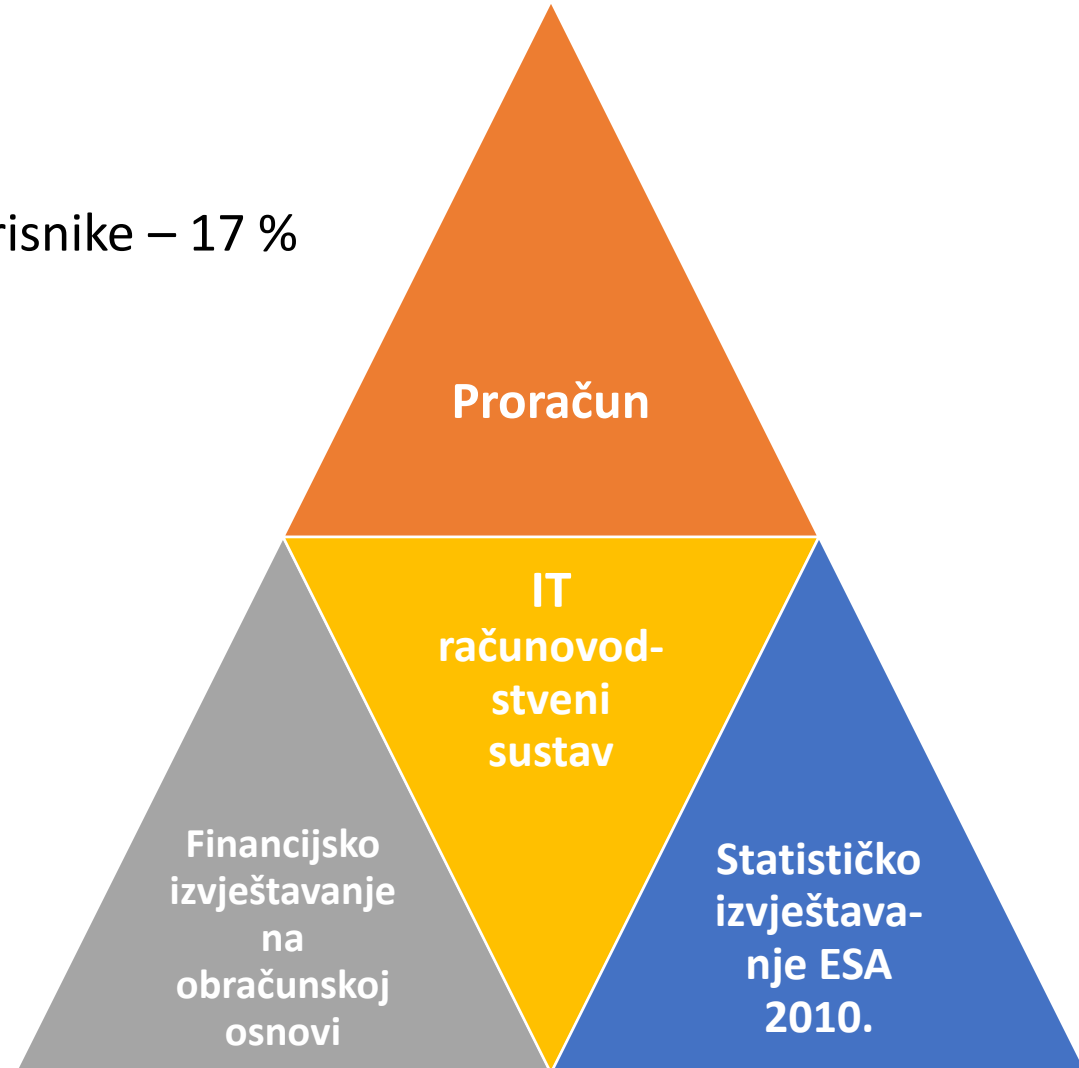 risnike – 17 %
Proračun
IT
računovod-
stveni
sustav
Financijsko
izvještavanje
na
obračunskoj
osnovi
Statističko
izvještava-
nje ESA
2010.